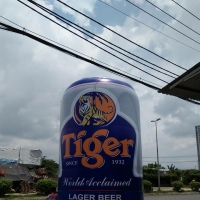 Tiger
SINCE 1932
World Acclaimed
LAGER BEER